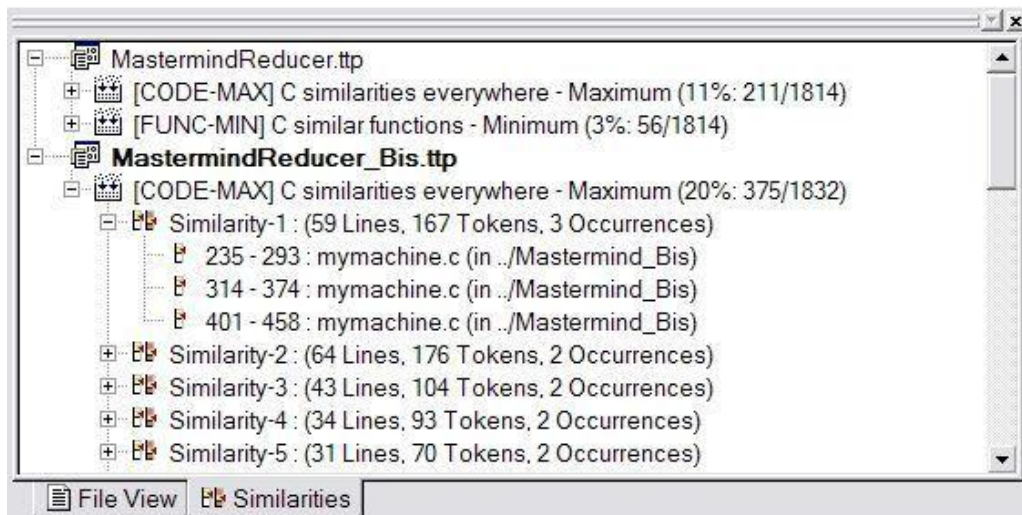 MastermindReducer.ttp
[CODE-MAX] C similarities everywhere - Maximum (11%: 211/1814)
[FUNC-MIN] C similar functions - Minimum (3%: 56/1814)
MastermindReducer_Bis.ttp
[CODE-MAX] C similarities everywhere - Maximum (20%: 375/1832)
Similarity-1 : (59 Lines, 167 Tokens, 3 Occurrences)
235 - 293 : mymachine.c (in ../Mastermind_Bis)
314 - 374 : mymachine.c (in ../Mastermind_Bis)
401 - 458 : mymachine.c (in ../Mastermind_Bis)
Similarity-2 : (64 Lines, 176 Tokens, 2 Occurrences)
Similarity-3 : (43 Lines, 104 Tokens, 2 Occurrences)
Similarity-4 : (34 Lines, 93 Tokens, 2 Occurrences)
Similarity-5 : (31 Lines, 70 Tokens, 2 Occurrences)
File View Similarities